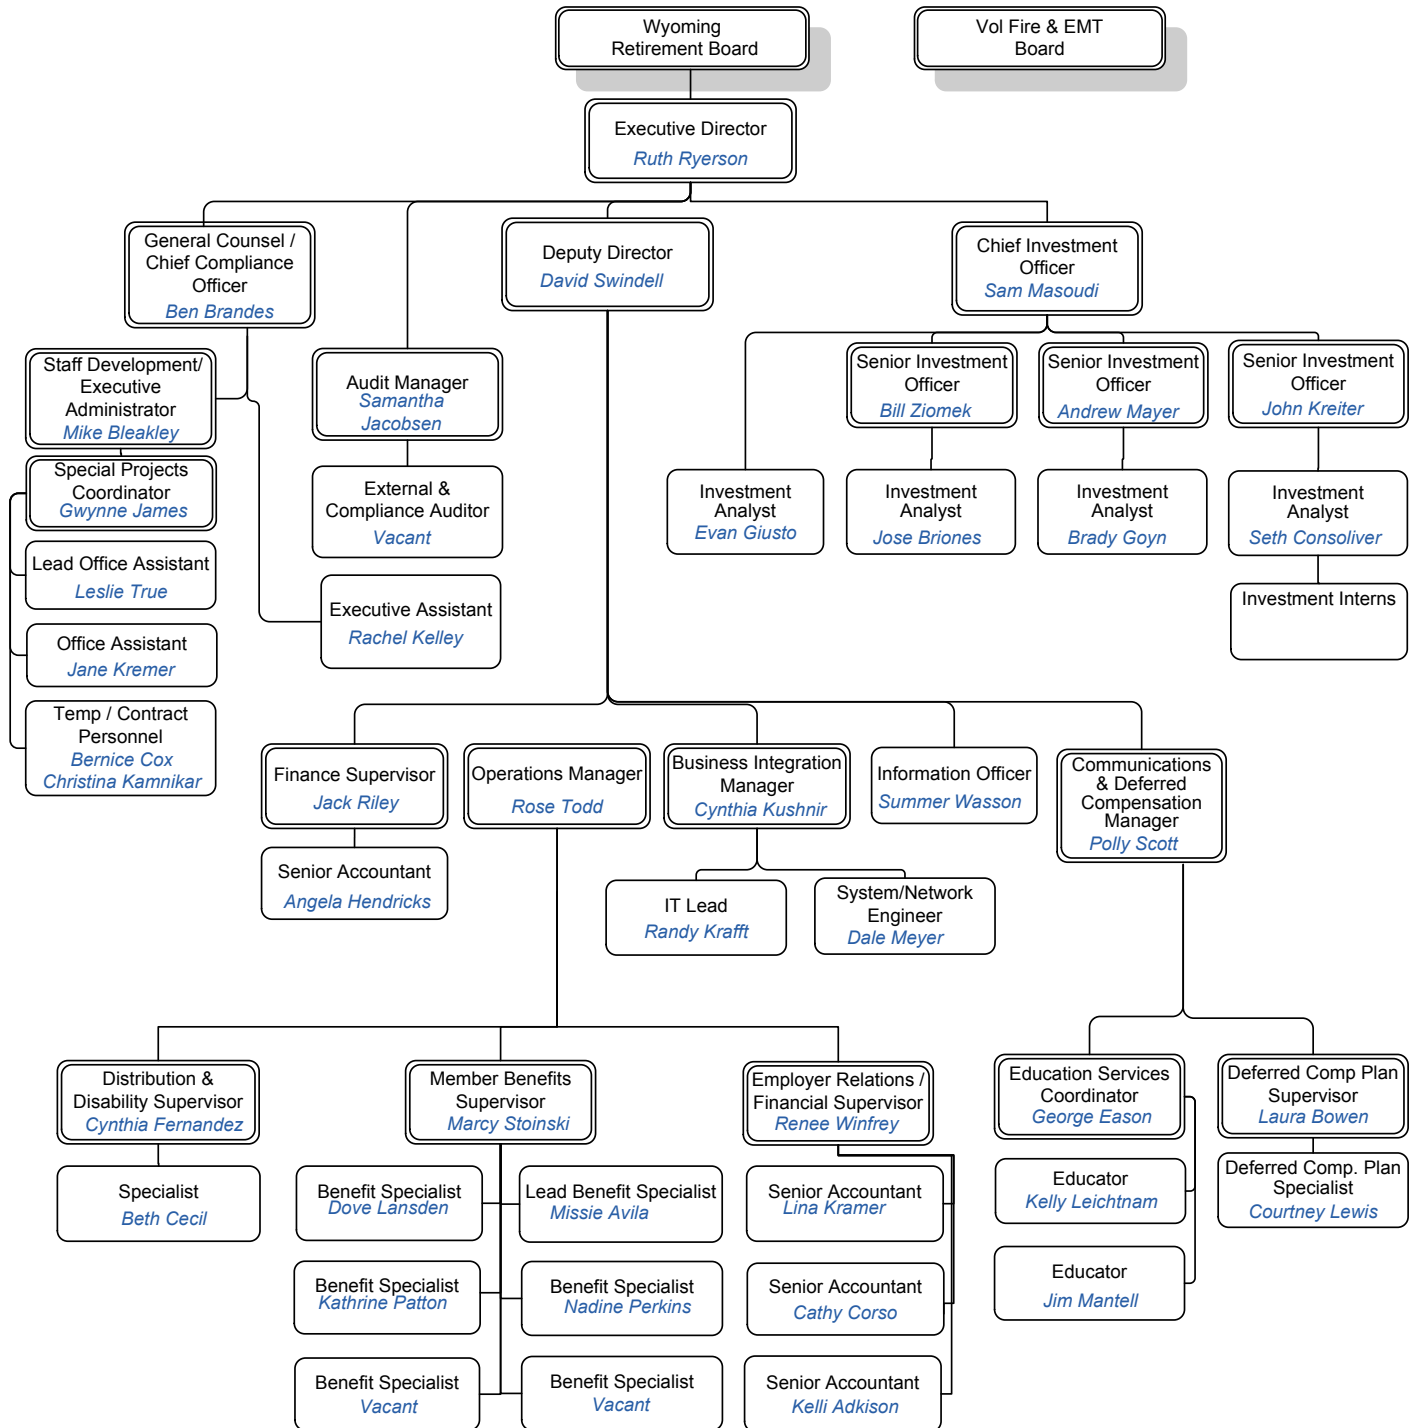 Wyoming
Retirement Board
Vol Fire & EMT
Board
Executive Director
Ruth Ryerson
General Counsel /
Chief Compliance
Officer
Ben Brandes
Deputy Director
David Swindell
Chief Investment
Officer
Sam Masoudi
Staff Development/
Executive
Administrator
Mike Bleakley
Audit Manager
Samantha
Jacobsen
Senior Investment
Officer
Bill Ziomek
Senior Investment
Officer
Andrew Mayer
Senior Investment
Officer
John Kreiter
Special Projects
Coordinator
Gwynne James
External &
Compliance Auditor
Vacant
Investment
Analyst
Evan Giusto
Investment
Analyst
Jose Briones
Investment
Analyst
Brady Goyn
Investment
Analyst
Seth Consoliver
Lead Office Assistant
Leslie True
Executive Assistant
Rachel Kelley
Investment Interns
Office Assistant
Jane Kremer
Temp / Contract
Personnel
Bernice Cox
Christina Kamnikar
Finance Supervisor
Jack Riley
Operations Manager
Rose Todd
Business Integration
Manager
Cynthia Kushnir
Information Officer
Summer Wasson
Communications
& Deferred
Compensation
Manager
Polly Scott
Senior Accountant
Angela Hendricks
IT Lead
Randy Krafft
System/Network
Engineer
Dale Meyer
Distribution &
Disability Supervisor
Cynthia Fernandez
Member Benefits
Supervisor
Marcy Stoinski
Employer Relations /
Financial Supervisor
Renee Winfrey
Education Services
Coordinator
George Eason
Deferred Comp Plan
Supervisor
Laura Bowen
Specialist
Beth Cecil
Benefit Specialist
Dove Lansden
Lead Benefit Specialist
Missie Avila
Senior Accountant
Lina Kramer
Educator
Kelly Leichtnam
Deferred Comp. Plan
Specialist
Courtney Lewis
Benefit Specialist
Kathrine Patton
Benefit Specialist
Nadine Perkins
Senior Accountant
Cathy Corso
Educator
Jim Mantell
Benefit Specialist
Vacant
Benefit Specialist
Vacant
Senior Accountant
Kelli Adkison